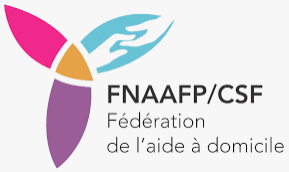 FNAAFP/CSF
Fédération
de l'aide à domicile